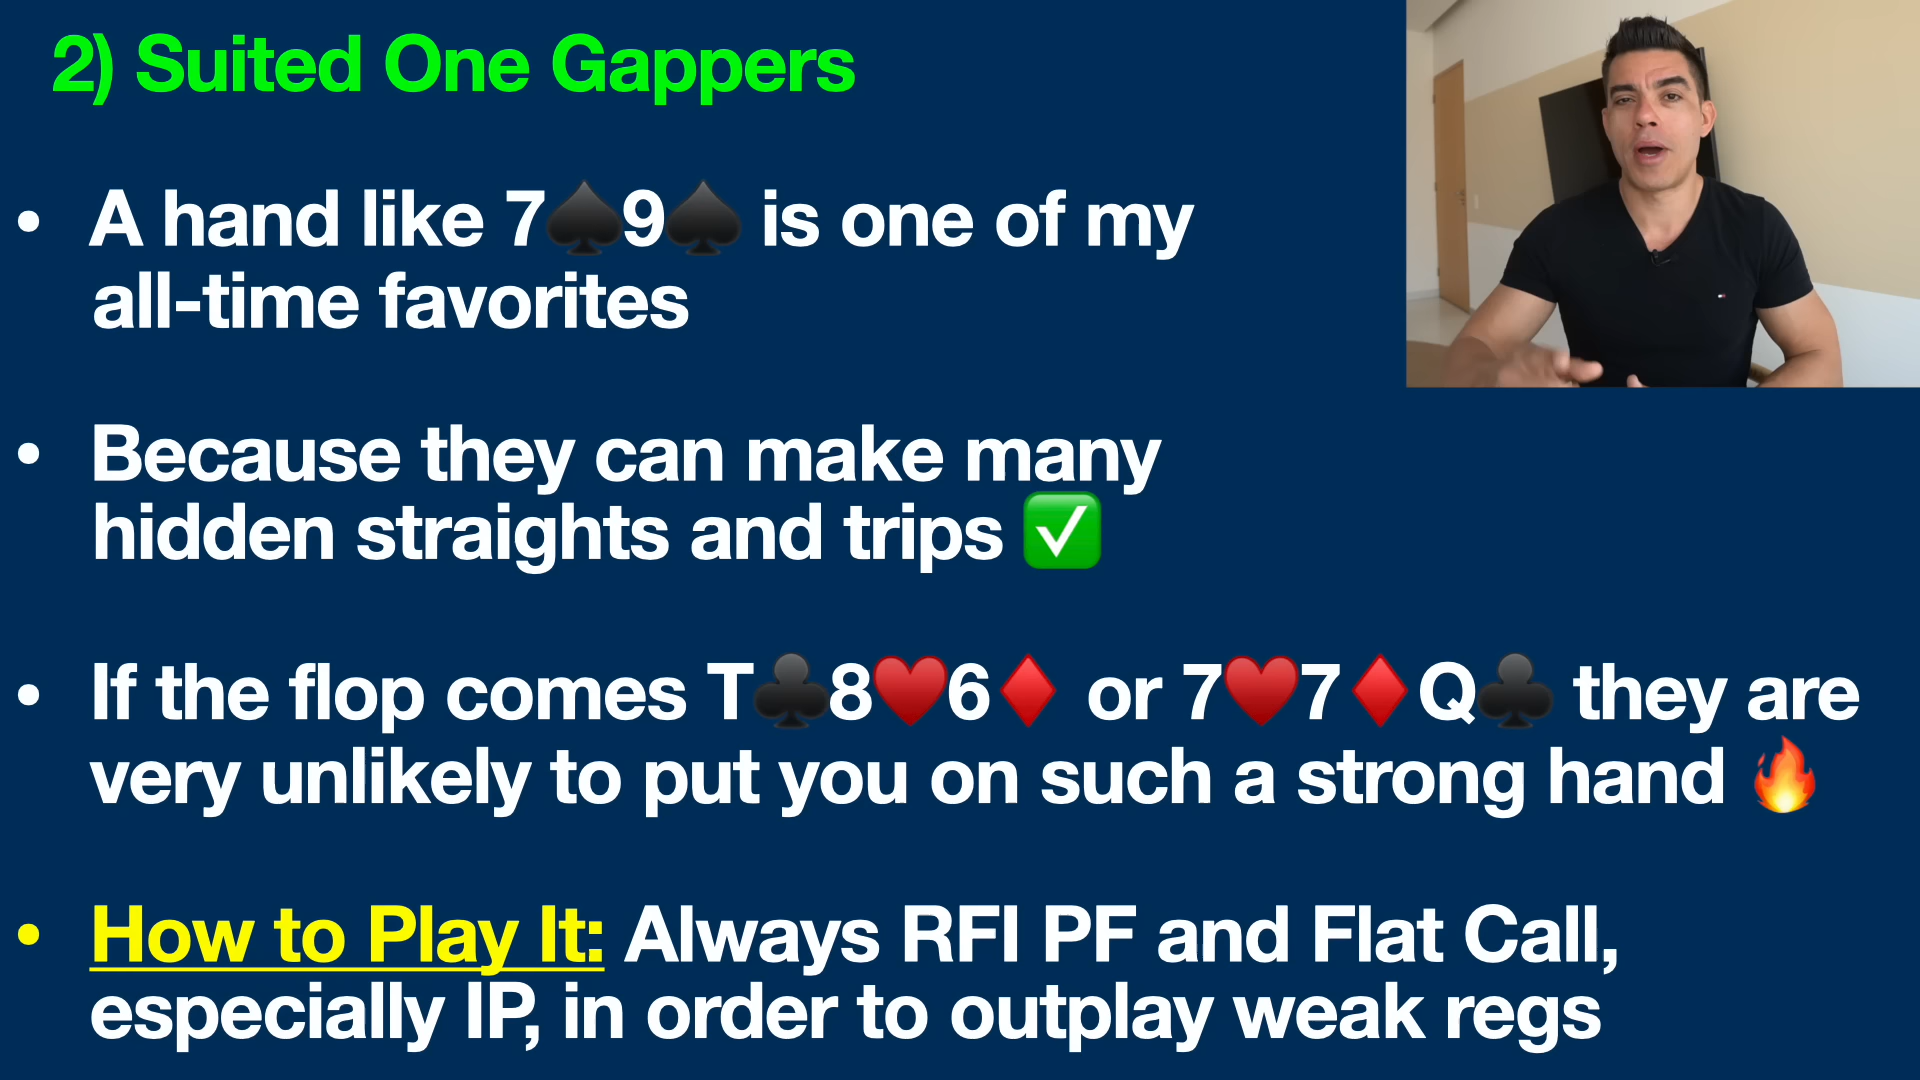 2) Suited One Gappers
• A hand like 7♠9♠ is one of my
all-time favorites
• Because they can make many
hidden straights and trips ✅
• If the flop comes T♣8♥6♦ or 7♥7♦Q♣ they are
very unlikely to put you on such a strong hand 🔥
• How to Play It: Always RFI PF and Flat Call,
especially IP, in order to outplay weak regs